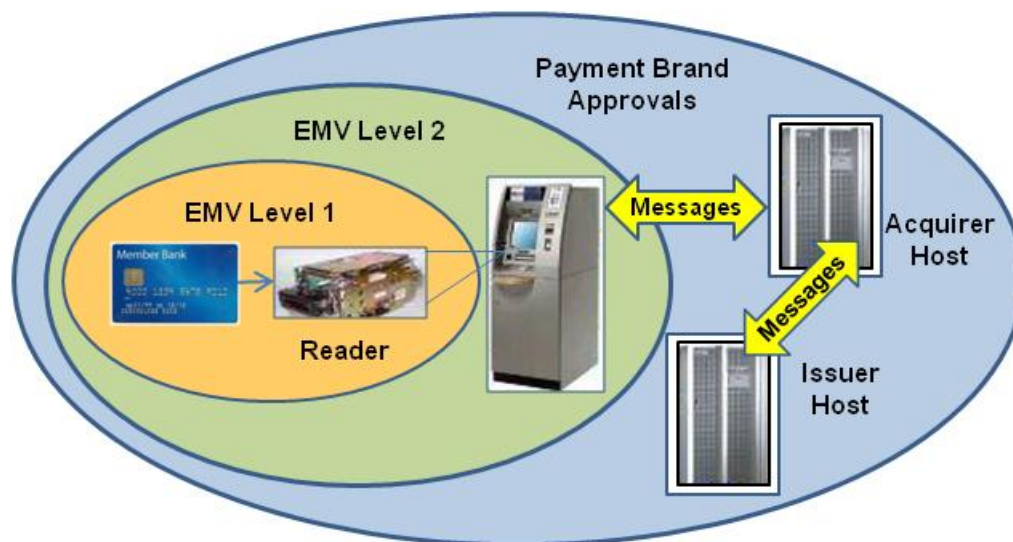 Payment Brand
Approvals
EMV Level 2
EMV Level 1
Member Bank
Reader
Messages
Acquirer
Host
Messages
Issuer
Host